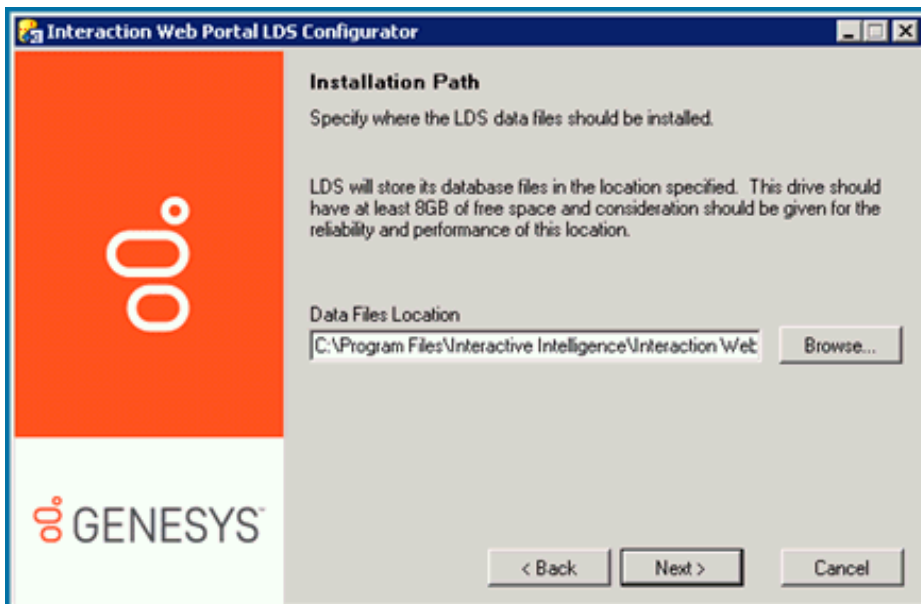 Interaction Web Portal LDS Configurator
Installation Path
Specify where the LDS data files should be installed.
LDS will store its database files in the location specified. This drive should
have at least 8GB of free space and consideration should be given for the
reliability and performance of this location.
Data Files Location
C:\Program Files\Interactive Intelligence\Interaction Web
Browse...
GENESYS™
< Back
Next >
Cancel